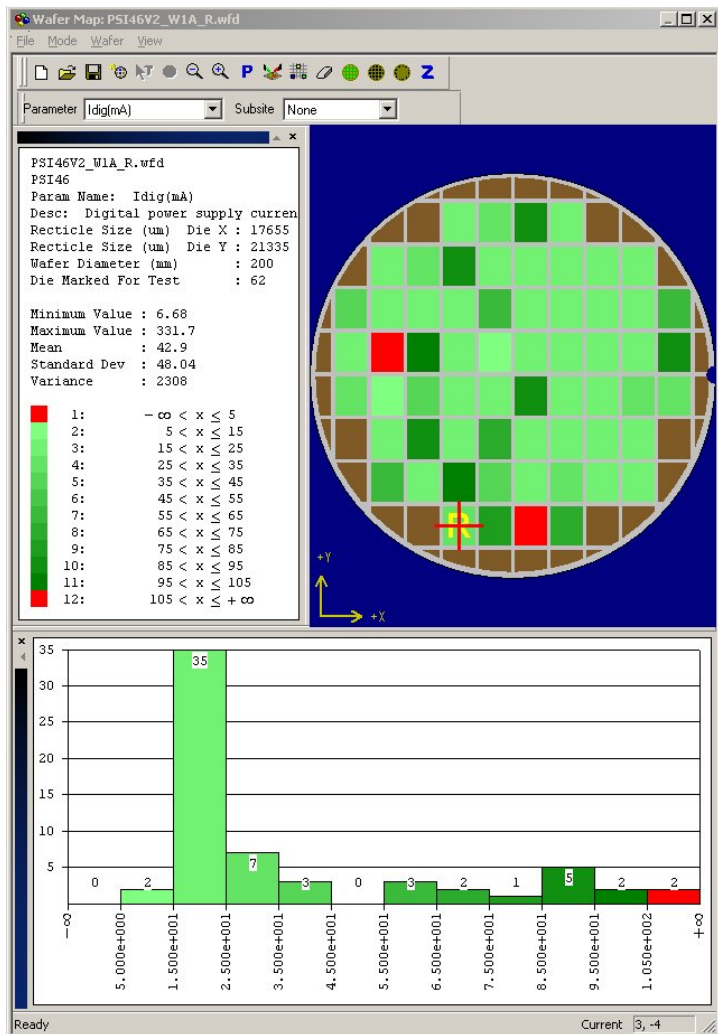 Wafer Map: PSI46V2_W1A_R.wfd
File Mode Wafer View
P Z
Parameter Idig(mA) Subsite None
PSI46V2_W1A_R.wfd
PSI46
Param Name: Idig(mA)
Desc: Digital power supply curren
Recticle Size (um) Die X : 17655
Recticle Size (um) Die Y : 21335
Wafer Diameter (mm) : 200
Die Marked For Test : 62
Minimum Value : 6.68
Maximum Value : 331.7
Mean : 42.9
Standard Dev : 48.04
Variance : 2308
1: -∞ < x ≤ 5
2: 5 < x ≤ 15
3: 15 < x ≤ 25
4: 25 < x ≤ 35
5: 35 < x ≤ 45
6: 45 < x ≤ 55
7: 55 < x ≤ 65
8: 65 < x ≤ 75
9: 75 < x ≤ 85
10: 85 < x ≤ 95
11: 95 < x ≤ 105
12: 105 < x ≤ +∞
R
+Y
+X
35
30
25
20
15
10
5
0 2 35 7 3 0 3 2 1 5 2 2
-∞ 5.000e+000 1.500e+001 2.500e+001 3.500e+001 4.500e+001 5.500e+001 6.500e+001 7.500e+001 8.500e+001 9.500e+001 1.050e+002 +∞
Ready Current 3, -4